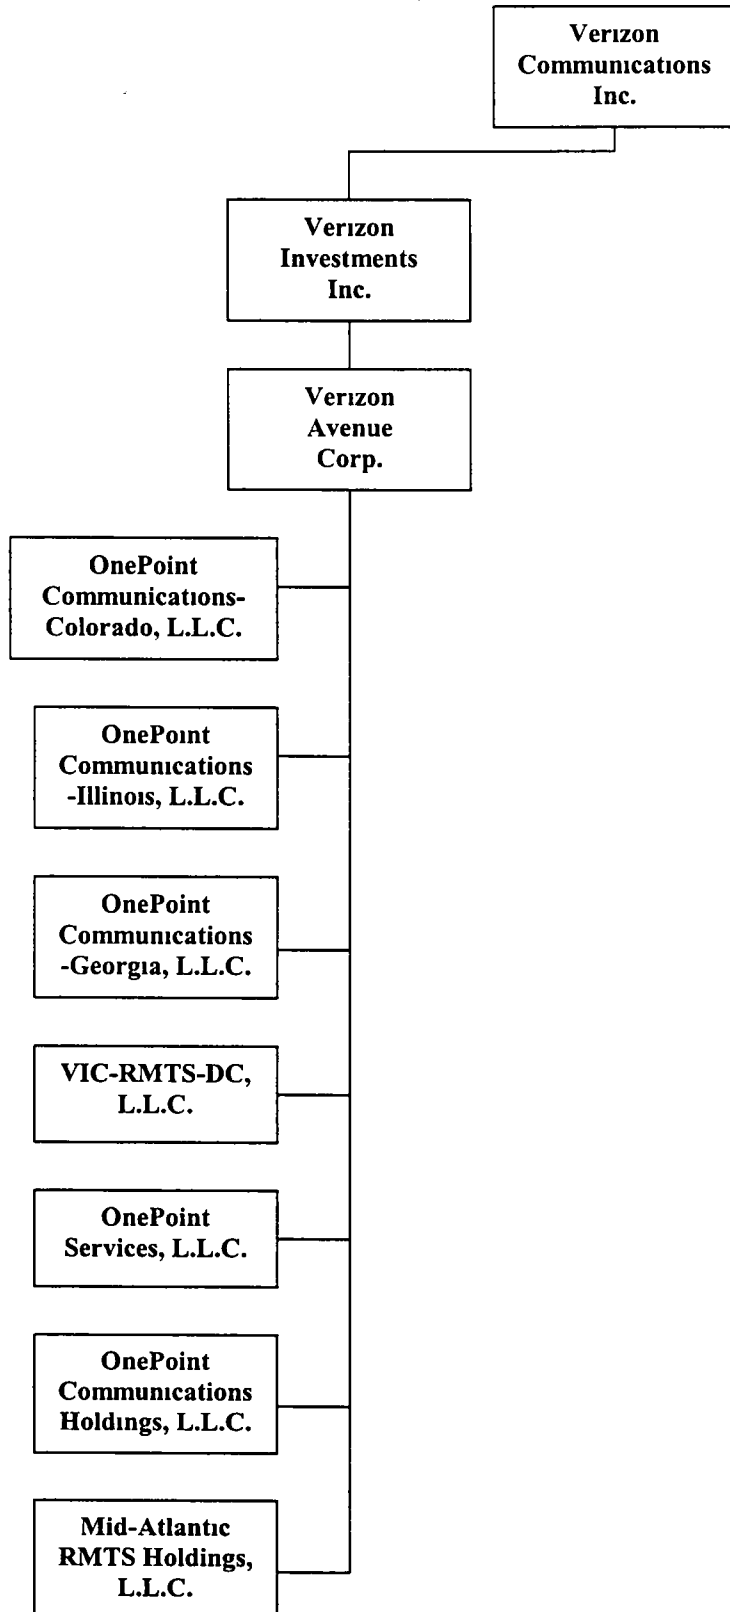 Verizon
Communications
Inc.
Verizon
Investments
Inc.
Verizon
Avenue
Corp.
OnePoint
Communications-
Colorado, L.L.C.
OnePoint
Communications
-Illinois, L.L.C.
OnePoint
Communications
-Georgia, L.L.C.
VIC-RMTS-DC,
L.L.C.
OnePoint
Services, L.L.C.
OnePoint
Communications
Holdings, L.L.C.
Mid-Atlantic
RMTS Holdings,
L.L.C.